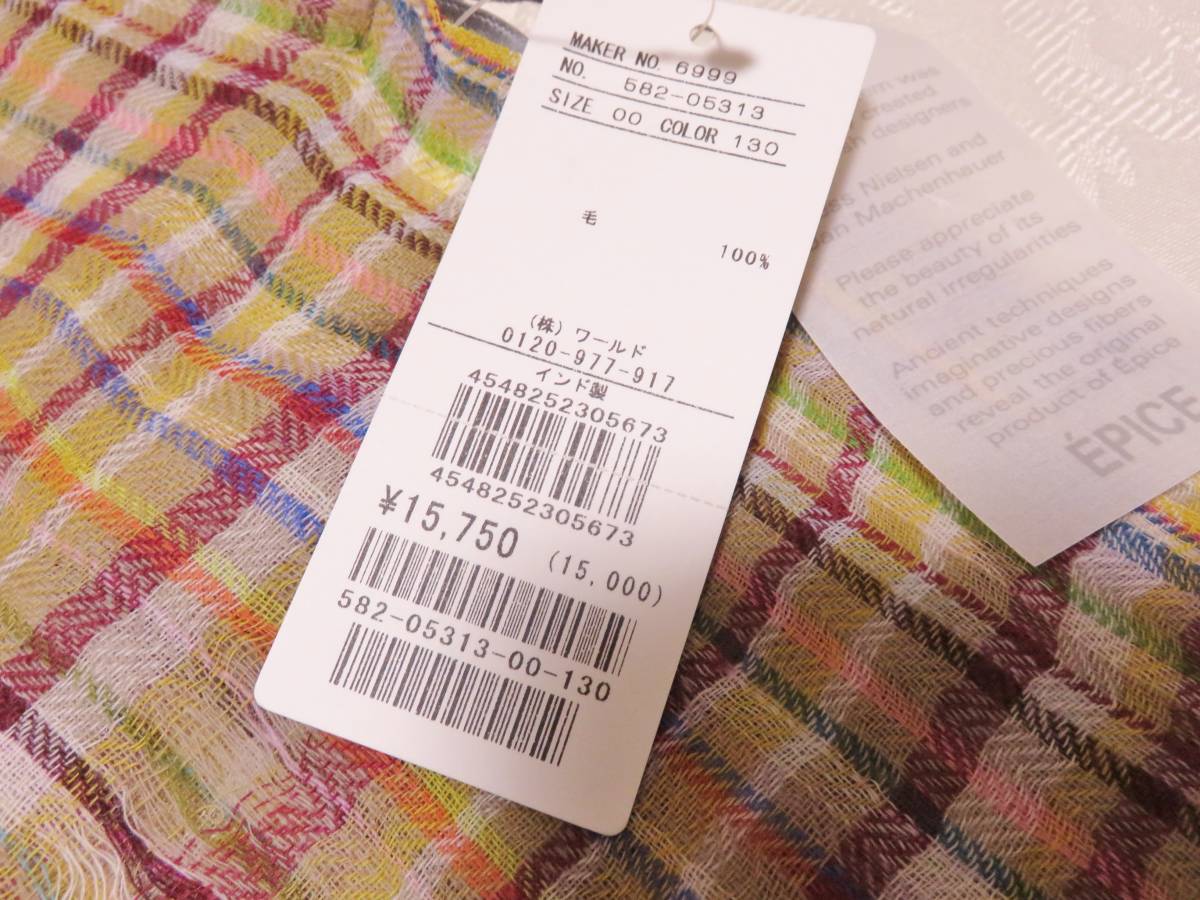 MAKER NO. 6999
NO. 582-05313
SIZE 00 COLOR 130
毛
100%
(株) ワールド
0120-977-917
インド製
4548252305673
4548252305673
¥15,750 (15,000)
582-05313-00-130
was
created
designers
Nielsen and
Machenhauer
Please appreciate
the beauty of its
natural irregularities
Ancient techniques
imaginative designs
and precious fibers
reveal the original
product of Épice
ÉPICE